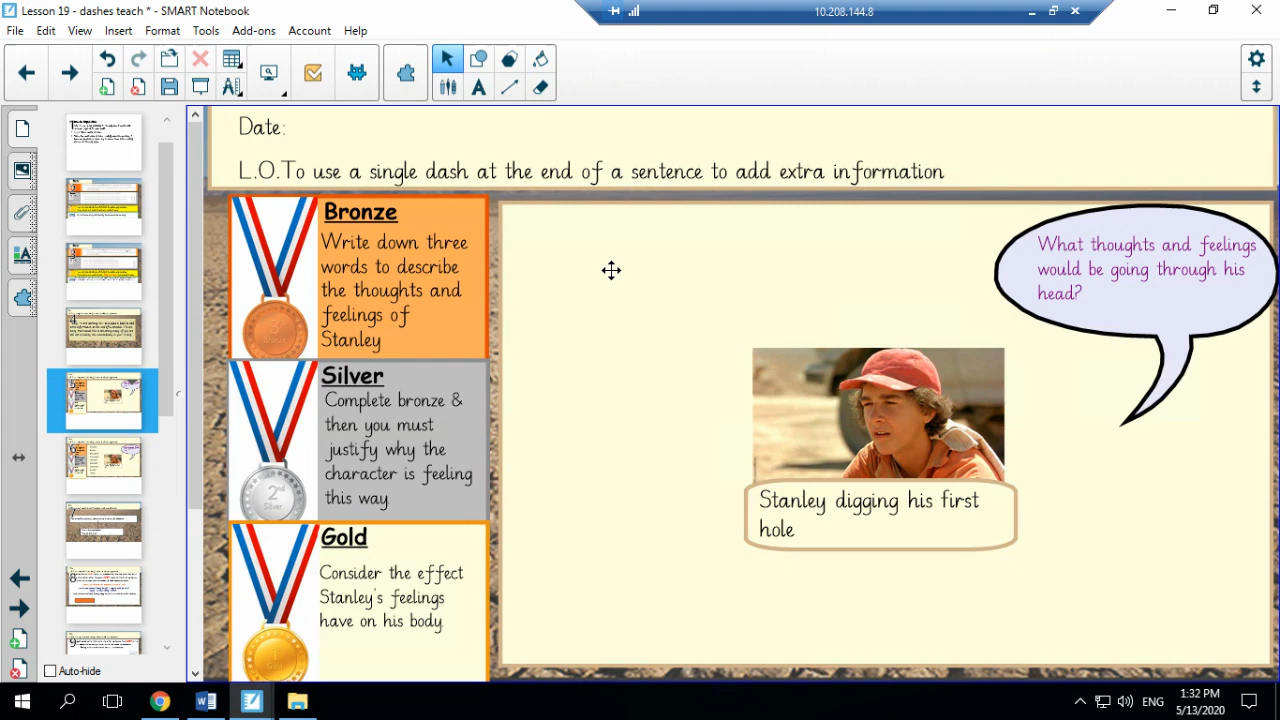 Lesson 19 - dashes teach * - SMART Notebook
10.208.144.8
File Edit View Insert Format Tools Add-ons Account Help
Date:
L.O.To use a single dash at the end of a sentence to add extra information
Bronze
Write down three
words to describe
the thoughts and
feelings of
Stanley
Silver
Complete bronze &
then you must
justify why the
character is feeling
this way.
Gold
Consider the effect
Stanley's feelings
have on his body.
What thoughts and feelings
would be going through his
head?
Stanley digging his first
hole
Auto-hide
ENG
1:32 PM
5/13/2020